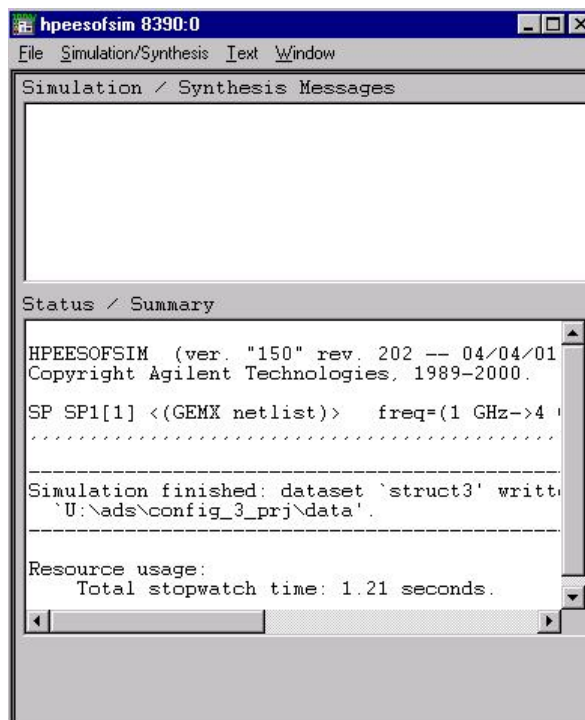 hpeesofsim 8390:0
File Simulation/Synthesis Text Window
Simulation / Synthesis Messages
Status / Summary
HPEESOFSIM (ver. "150" rev. 202 -- 04/04/01
Copyright Agilent Technologies, 1989-2000.
SP SP1[1] <(GEMX netlist)> freq=(1 GHz->4
Simulation finished: dataset `struct3' writt
`U:\ads\config_3_prj\data'.
Resource usage:
Total stopwatch time: 1.21 seconds.